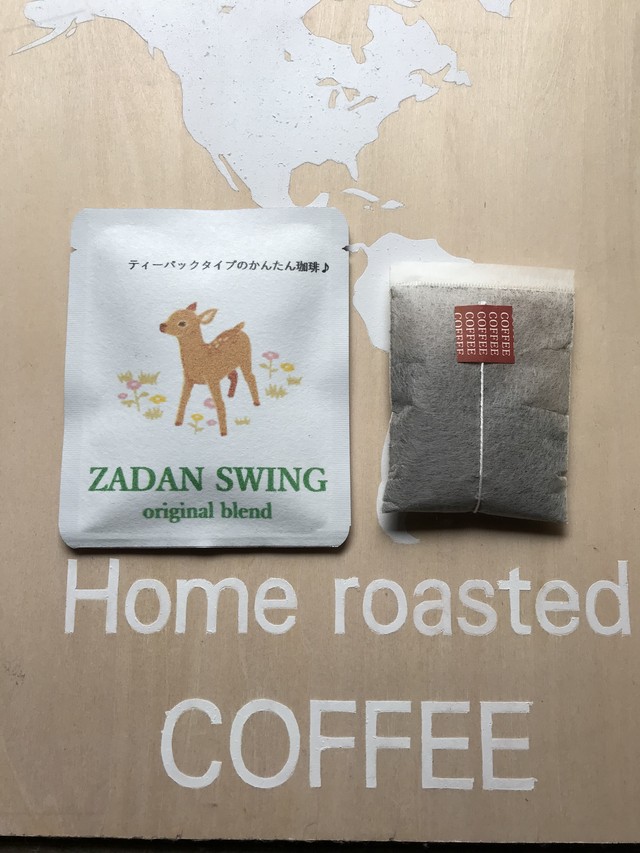 ティーバックタイプのかんたん珈琲♪
ZADAN SWING
original blend
COFFEE
COFFEE
COFFEE
COFFEE
Home roasted
COFFEE